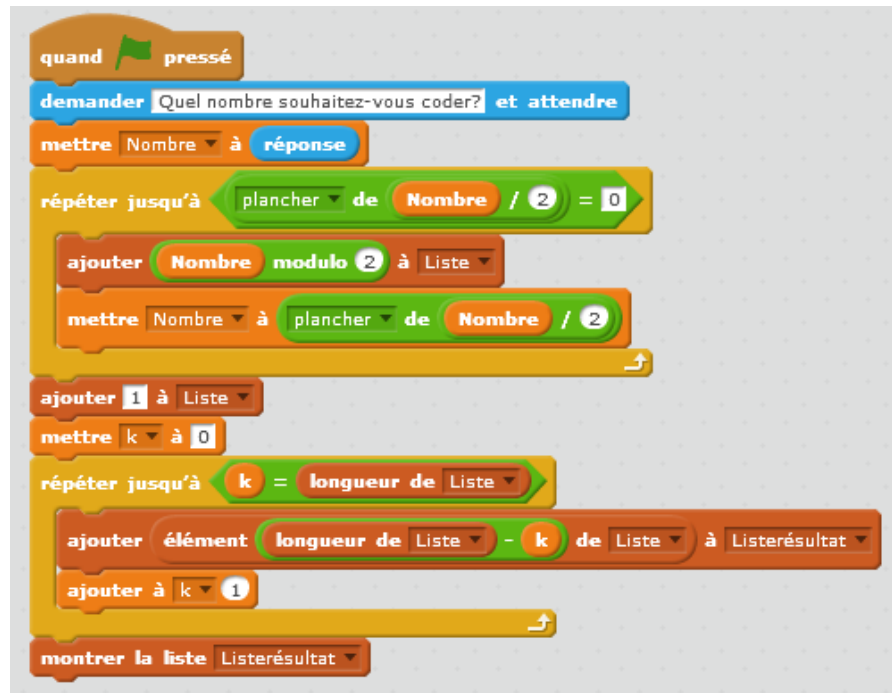 quand pressé
demander Quel nombre souhaitez-vous coder? et attendre
mettre Nombre à réponse
répéter jusqu'à plancher de Nombre / 2 = 0
ajouter Nombre modulo 2 à Liste
mettre Nombre à plancher de Nombre / 2
ajouter 1 à Liste
mettre k à 0
répéter jusqu'à k = longueur de Liste
ajouter élément longueur de Liste - k de Liste à Listerésultat
ajouter à k 1
montrer la liste Listerésultat